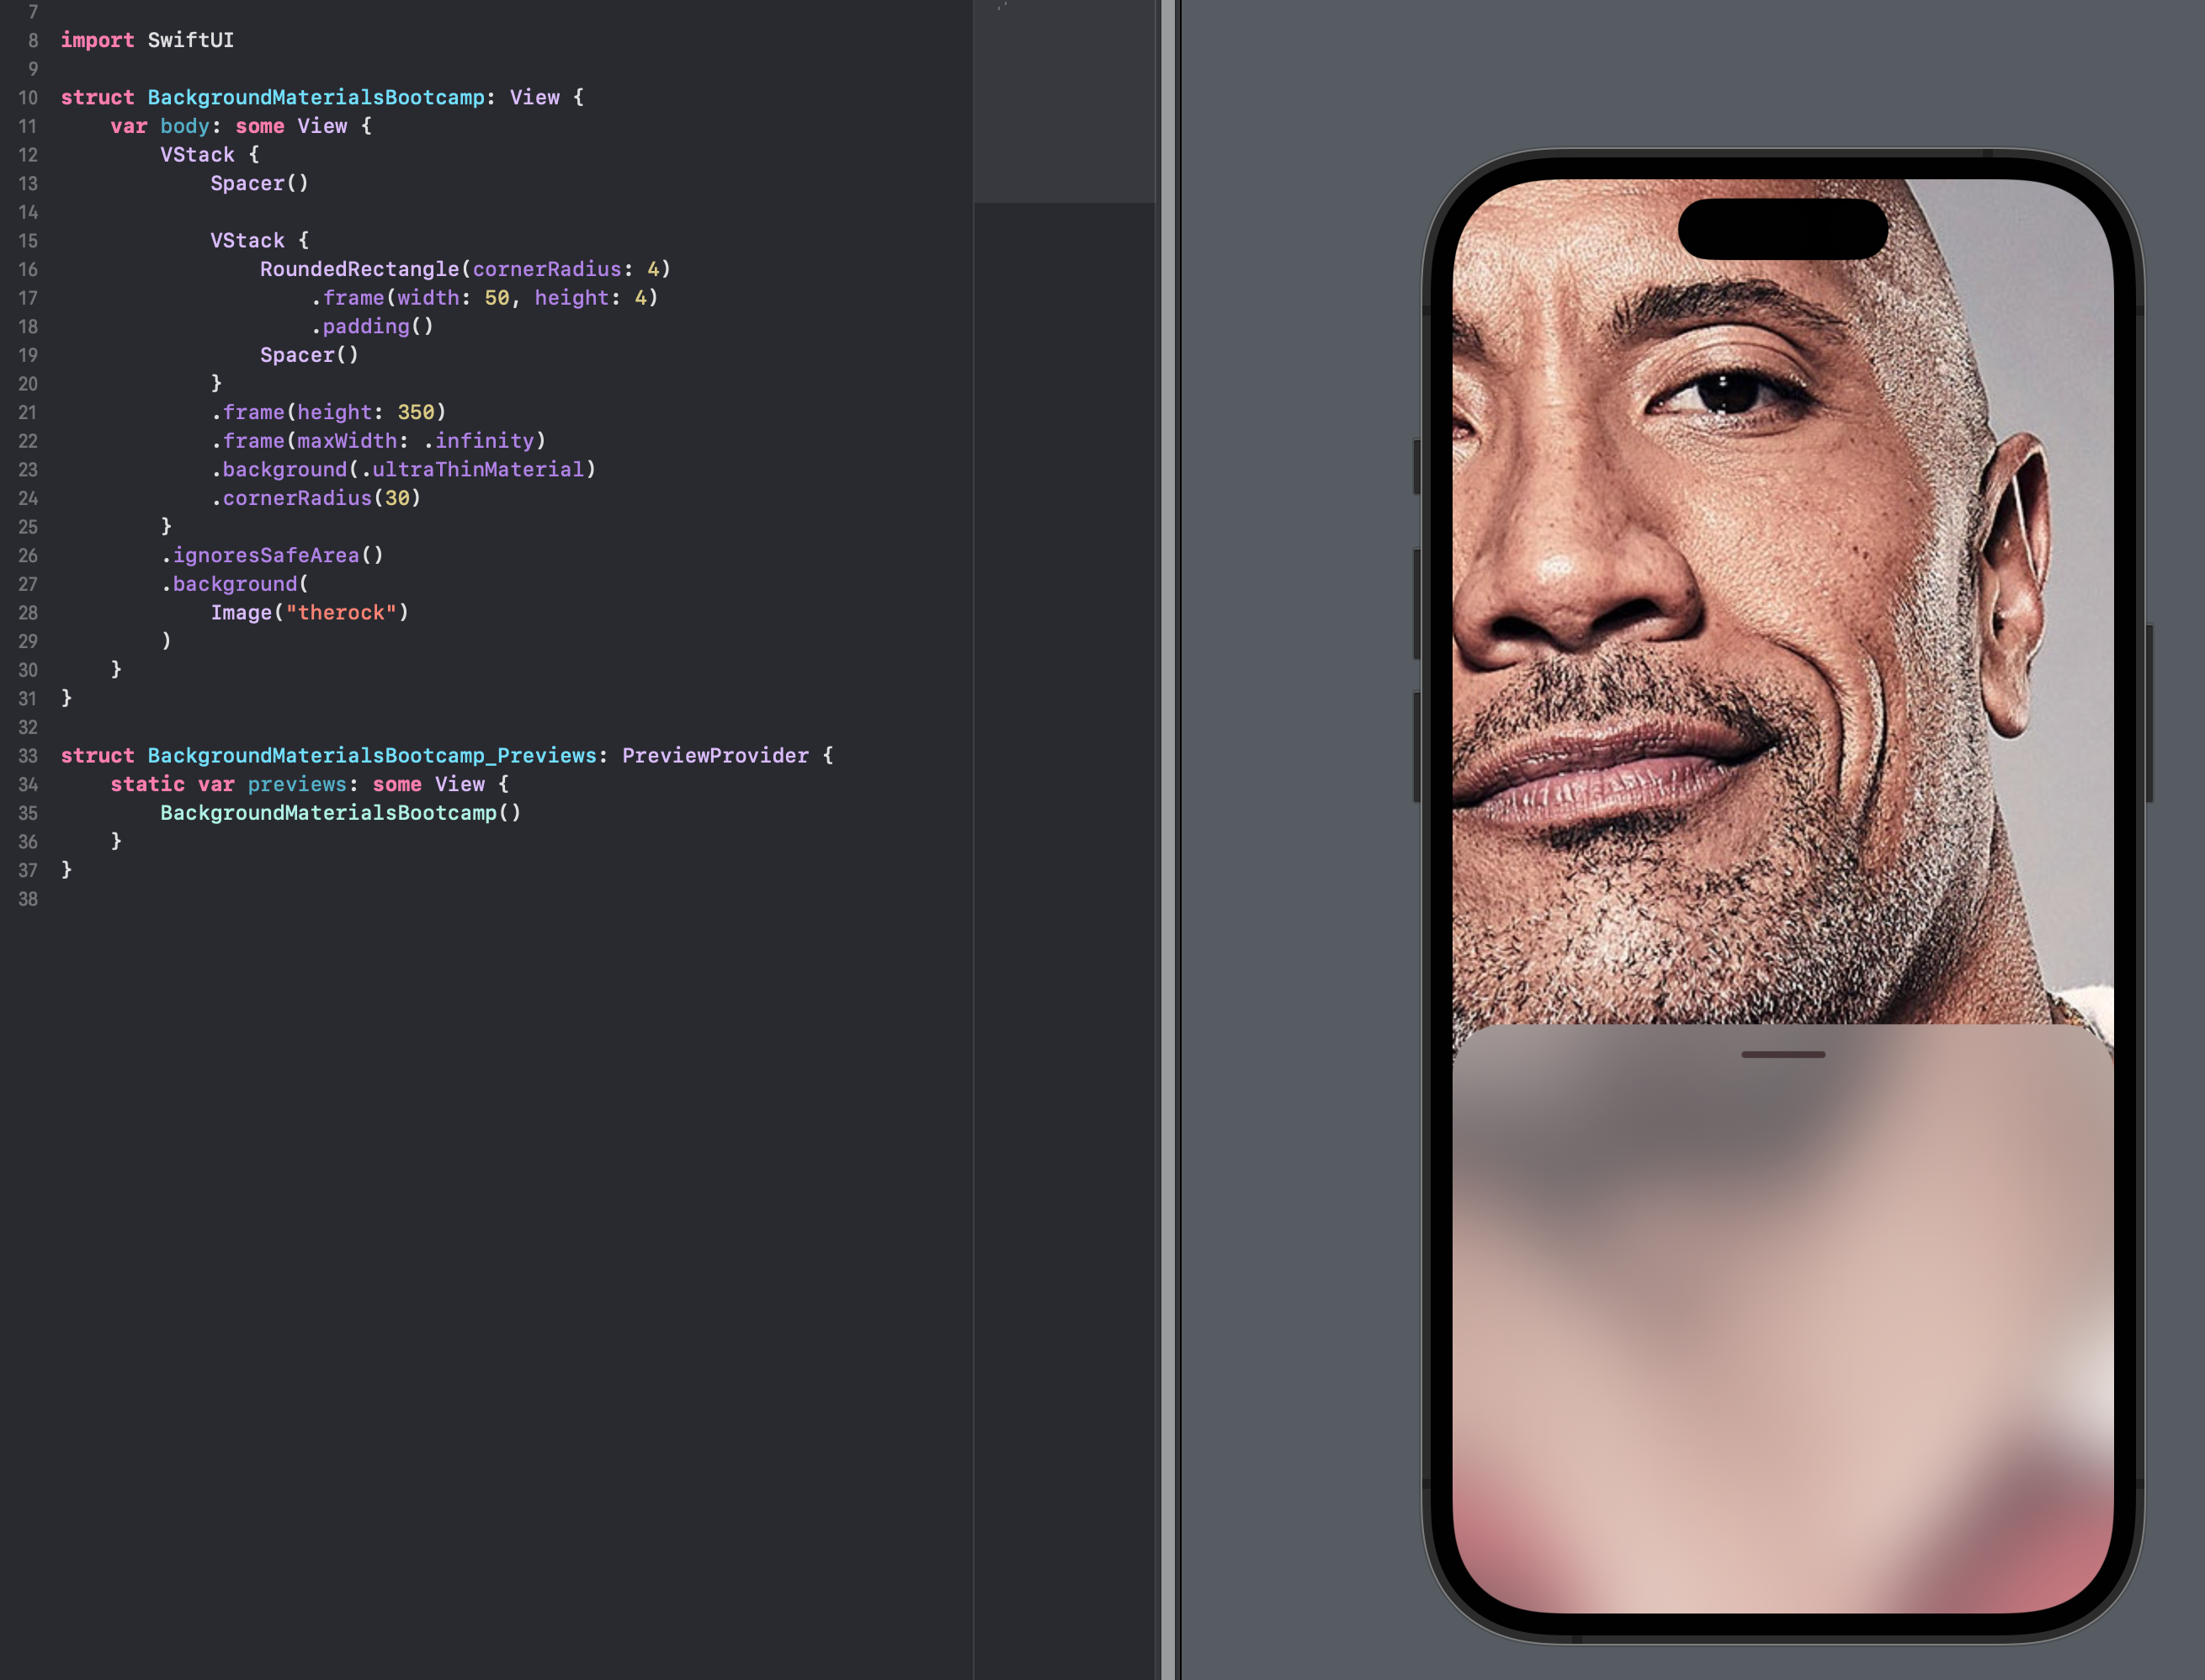 7
8 import SwiftUI
9
10 struct BackgroundMaterialsBootcamp: View {
11     var body: some View {
12         VStack {
13             Spacer()
14
15             VStack {
16                 RoundedRectangle(cornerRadius: 4)
17                     .frame(width: 50, height: 4)
18                     .padding()
19                 Spacer()
20             }
21             .frame(height: 350)
22             .frame(maxWidth: .infinity)
23             .background(.ultraThinMaterial)
24             .cornerRadius(30)
25         }
26         .ignoresSafeArea()
27         .background(
28             Image("therock")
29         )
30     }
31 }
32
33 struct BackgroundMaterialsBootcamp_Previews: PreviewProvider {
34     static var previews: some View {
35         BackgroundMaterialsBootcamp()
36     }
37 }
38